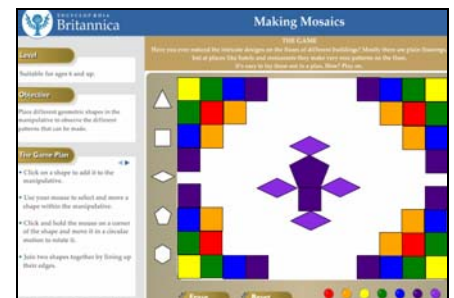 ENCYCLOPÆDIA
Britannica
Making Mosaics
THE GAME
Have you ever noticed the intricate designs on the floors of different buildings? Mostly there are plain floorings,
but at places like hotels and restaurants they make very nice patterns on the floor.
It's easy to lay those out in a plan. How? Play on.
Level
Suitable for ages 6 and up.
Objective
Place different geometric shapes in the
manipulative to observe the different
patterns that can be made.
The Game Plan
• Click on a shape to add it to the
manipulative.
• Use your mouse to select and move a
shape within the manipulative.
• Click and hold the mouse on a corner
of the shape and move it in a circular
motion to rotate it.
• Join two shapes together by lining up
their edges.
Erase
Reset